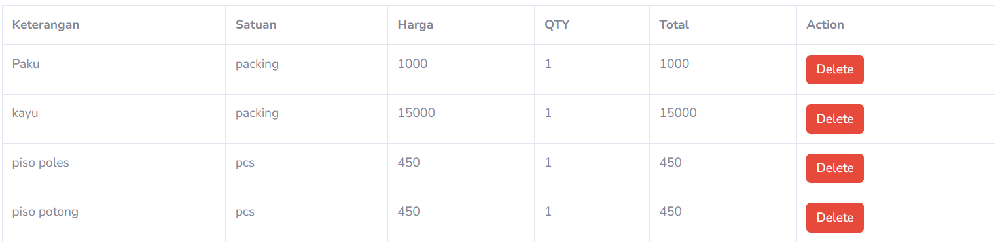 Keterangan Satuan Harga QTY Total Action
Paku packing 1000 1 1000 Delete
kayu packing 15000 1 15000 Delete
piso poles pcs 450 1 450 Delete
piso potong pcs 450 1 450 Delete